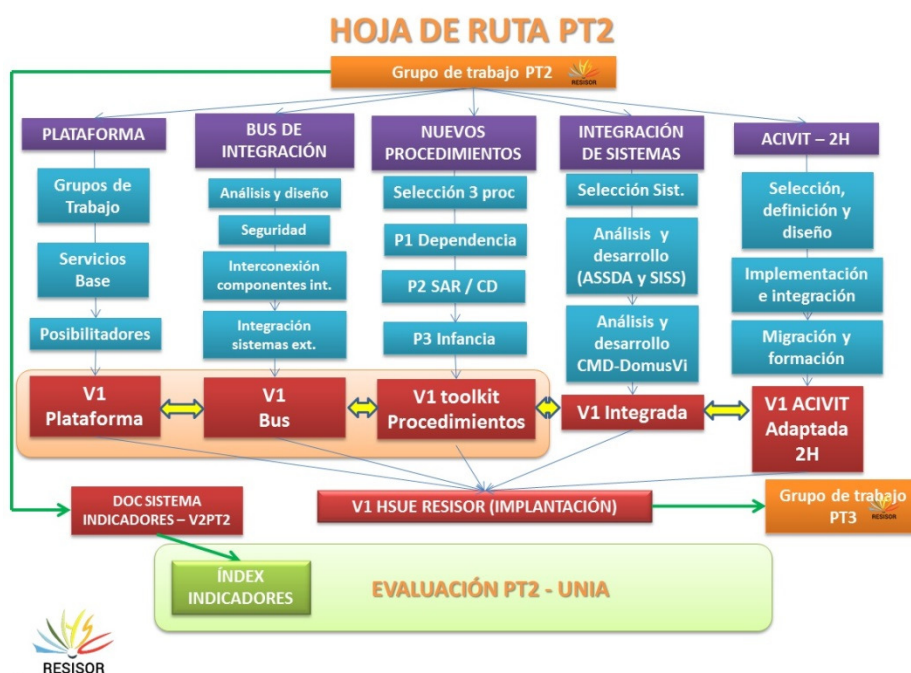 HOJA DE RUTA PT2
Grupo de trabajo PT2
RESISOR
PLATAFORMA
Grupos de
Trabajo
Servicios
Base
Posibilitadores
V1
Plataforma
BUS DE
INTEGRACIÓN
Análisis y diseño
Seguridad
Interconexión
componentes int.
Integración
sistemas ext.
V1
Bus
NUEVOS
PROCEDIMIENTOS
Selección 3 proc
P1 Dependencia
P2 SAR / CD
P3 Infancia
V1 toolkit
Procedimientos
INTEGRACIÓN
DE SISTEMAS
Selección Sist.
Análisis y
desarrollo
(ASSDA y SISS)
Análisis y
desarrollo
CMD-DomusVi
V1 Integrada
ACIVIT – 2H
Selección,
definición y
diseño
Implementación
e integración
Migración y
formación
V1 ACIVIT
Adaptada
2H
DOC SISTEMA
INDICADORES – V2PT2
V1 HSUE RESISOR (IMPLANTACIÓN)
Grupo de trabajo
PT3
RESISOR
ÍNDEX
INDICADORES
EVALUACIÓN PT2 - UNIA
RESISOR